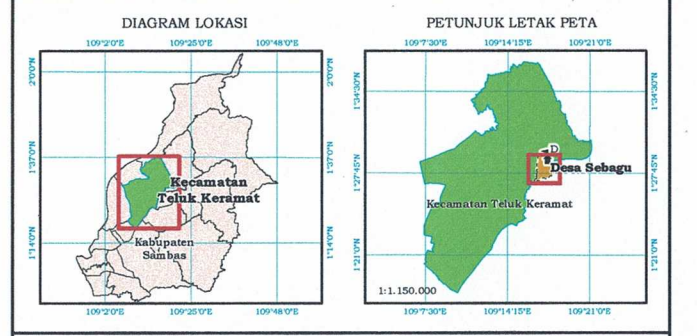 DIAGRAM LOKASI
109°2'0"E 109°25'0"E 109°48'0"E
2°0'0"N 2°0'0"N
1°37'0"N 1°37'0"N
1°14'0"N 1°14'0"N
Kecamatan
Teluk Keramat
Kabupaten
Sambas
109°2'0"E 109°25'0"E 109°48'0"E
PETUNJUK LETAK PETA
109°7'30"E 109°14'15"E 109°21'0"E
1°34'30"N 1°34'30"N
1°27'45"N 1°27'45"N
1°21'0"N 1°21'0"N
D
Desa Sebagu
Kecamatan Teluk Keramat
1:1.150.000
109°7'30"E 109°14'15"E 109°21'0"E